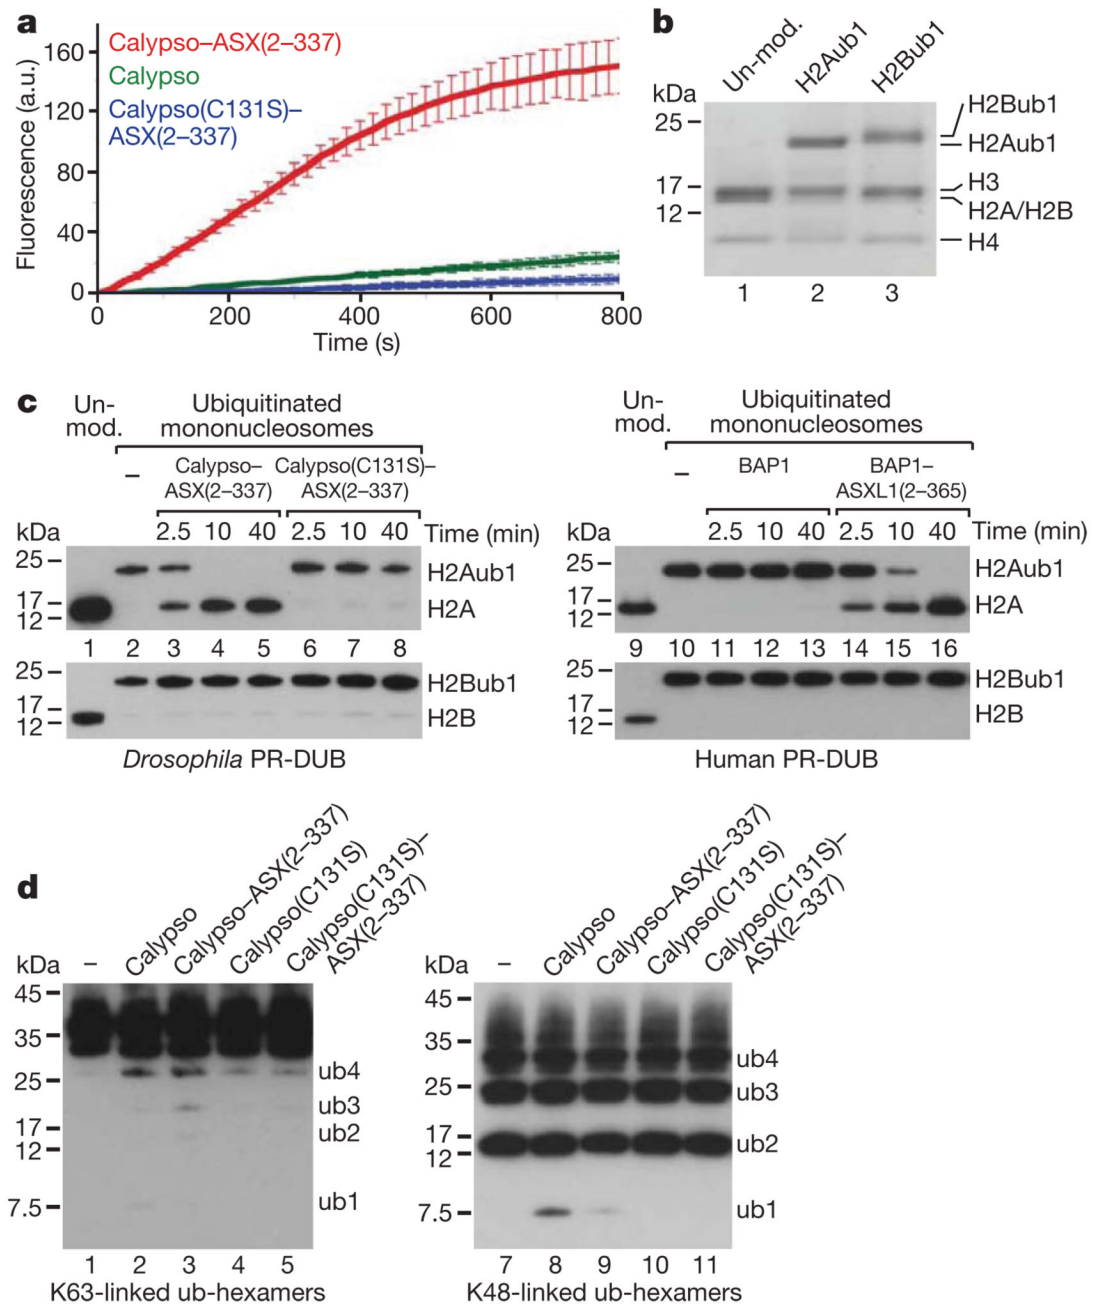 a
160
120
80
40
0
Fluorescence (a.u.)
Calypso–ASX(2–337)
Calypso
Calypso(C131S)–
ASX(2–337)
0 200 400 600 800
Time (s)
b
Un-mod.
H2Aub1
H2Bub1
kDa
25
17
12
H2Bub1
H2Aub1
H3
H2A/H2B
H4
1 2 3
c
Un-
mod.
Ubiquitinated
mononucleosomes
–
Calypso–
ASX(2–337)
Calypso(C131S)–
ASX(2–337)
kDa
2.5 10 40 2.5 10 40 Time (min)
25
17
12
H2Aub1
H2A
1 2 3 4 5 6 7 8
25
17
12
H2Bub1
H2B
Drosophila PR-DUB
Un-
mod.
Ubiquitinated
mononucleosomes
–
BAP1
BAP1–
ASXL1(2–365)
kDa
2.5 10 40 2.5 10 40 Time (min)
25
17
12
H2Aub1
H2A
9 10 11 12 13 14 15 16
25
17
12
H2Bub1
H2B
Human PR-DUB
d
kDa
–
Calypso
Calypso–ASX(2–337)
Calypso(C131S)
Calypso(C131S)–
ASX(2–337)
45
35
25
17
12
7.5
ub4
ub3
ub2
ub1
1 2 3 4 5
K63-linked ub-hexamers
kDa
–
Calypso
Calypso–ASX(2–337)
Calypso(C131S)
Calypso(C131S)–
ASX(2–337)
45
35
25
17
12
7.5
ub4
ub3
ub2
ub1
7 8 9 10 11
K48-linked ub-hexamers